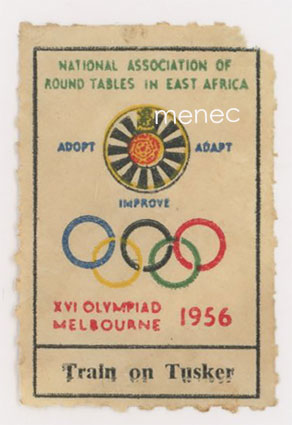 NATIONAL ASSOCIATION OF
ROUND TABLES IN EAST AFRICA
menec
ADOPT ADAPT
IMPROVE
XVI OLYMPIAD
MELBOURNE 1956
Train on Tusker